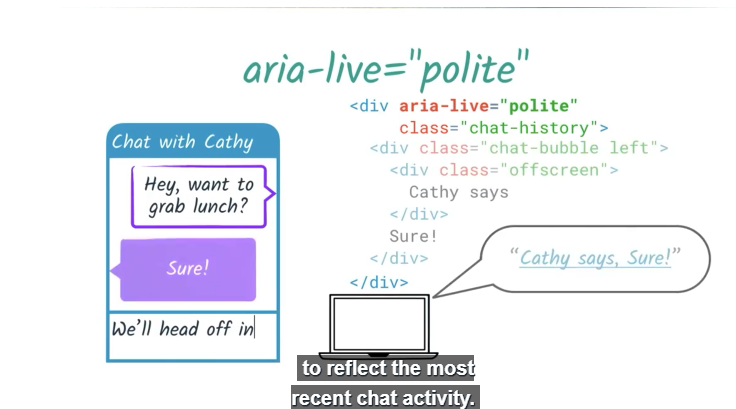 aria-live="polite"
Chat with Cathy
Hey, want to
grab lunch?
Sure!
We'll head off in
<div aria-live="polite"
class="chat-history">
<div class="chat-bubble left">
<div class="offscreen">
Cathy says
</div>
Sure!
</div>
</div>
“Cathy says, Sure!”
to reflect the most
recent chat activity.